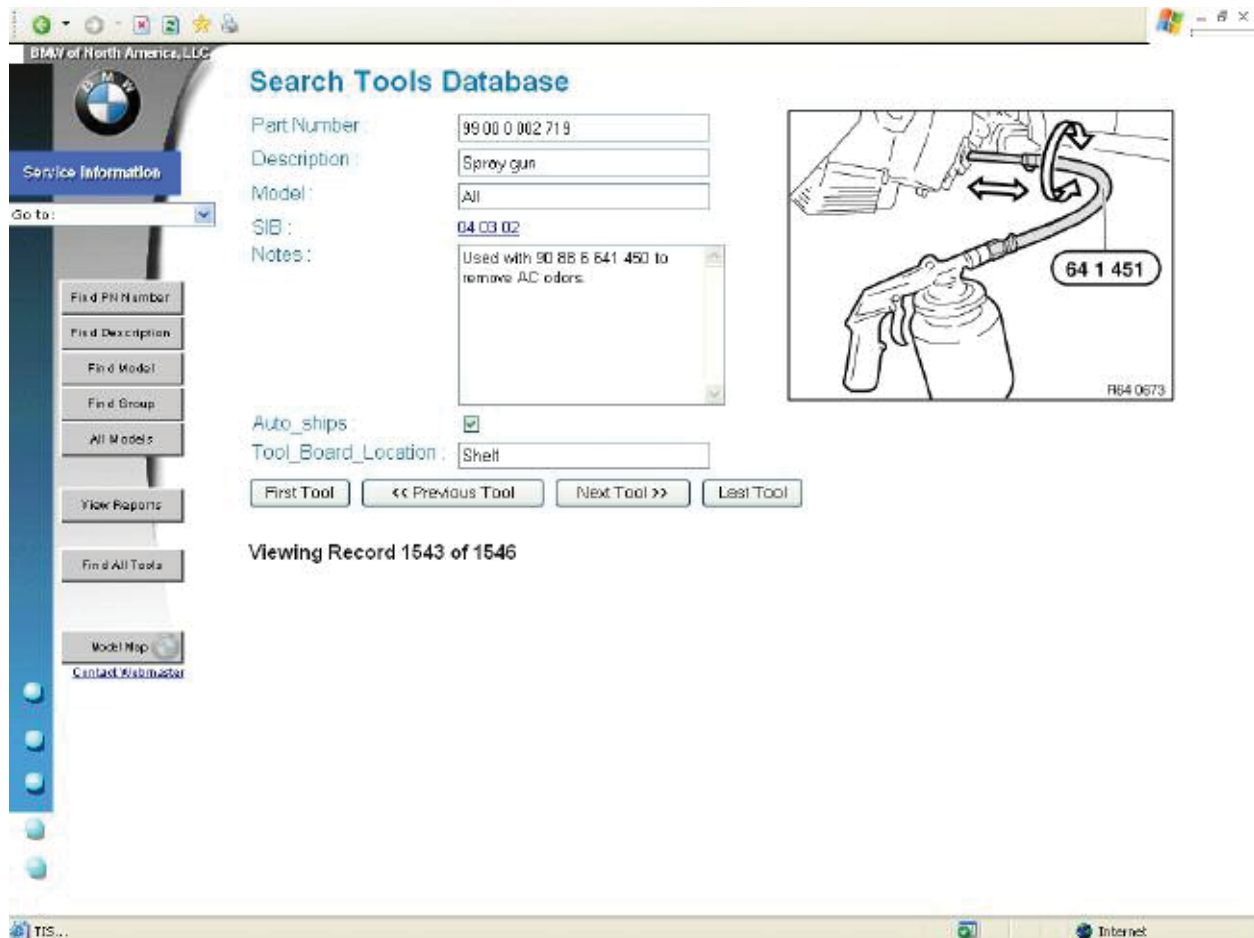 BMW of North America, LLC
BMW
Search Tools Database
Part Number : 99 00 0 002 719
Description : Spray gun
Service Information
Model : All
Go to:
SIB : 04 03 02
Notes : Used with 90 88 6 641 450 to
remove AC odors.
64 1 451
R64 0673
Find PN Number
Find Description
Find Model
Find Group
All Models
Auto_ships :
Tool_Board_Location : Shelf
First Tool << Previous Tool Next Tool >> Last Tool
View Reports
Viewing Record 1543 of 1546
Find All Tools
Model Map
Contact Webmaster
TIS...
Internet